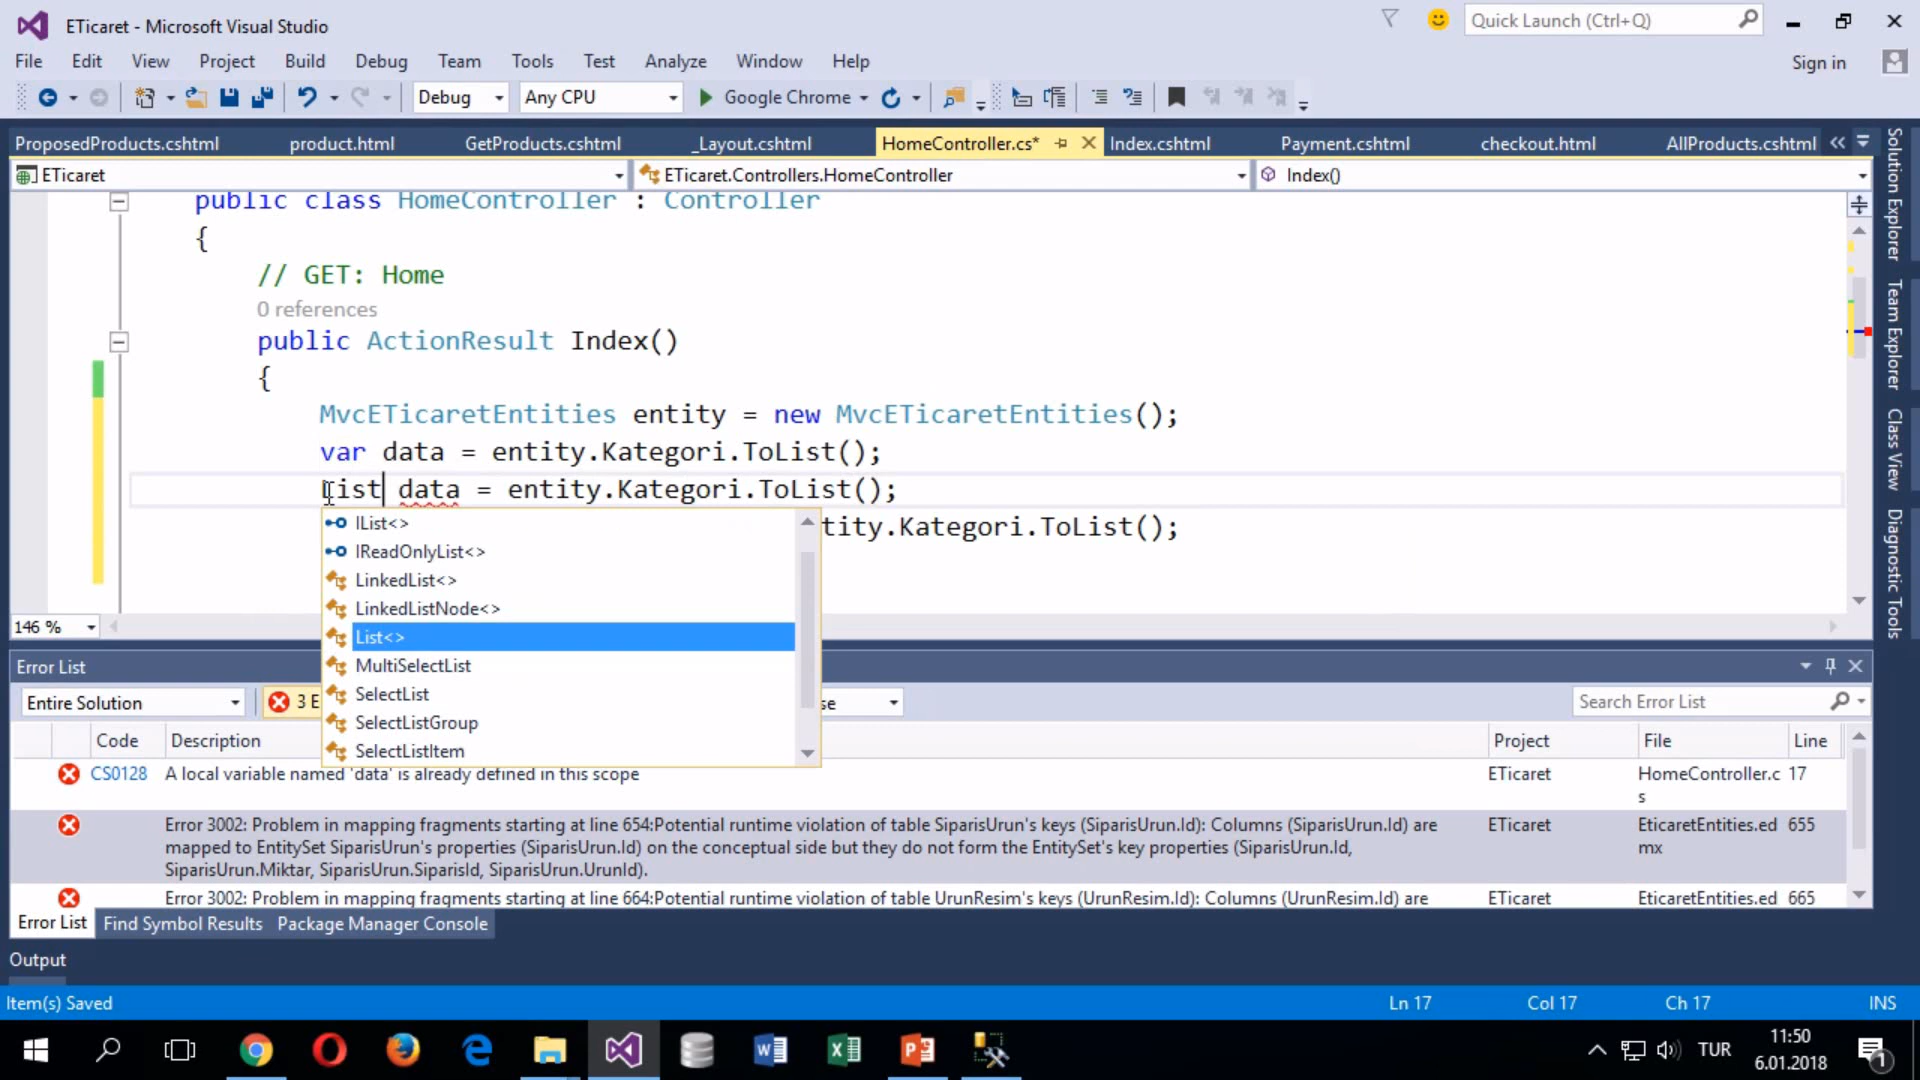 ETicaret - Microsoft Visual Studio
Quick Launch (Ctrl+Q)
File Edit View Project Build Debug Team Tools Test Analyze Window Help
Sign in
Debug Any CPU Google Chrome
ProposedProducts.cshtml product.html GetProducts.cshtml _Layout.cshtml HomeController.cs* Index.cshtml Payment.cshtml checkout.html AllProducts.cshtml
ETicaret ETicaret.Controllers.HomeController Index()
public class HomeController : Controller
{
// GET: Home
0 references
public ActionResult Index()
{
MvcETicaretEntities entity = new MvcETicaretEntities();
var data = entity.Kategori.ToList();
List data = entity.Kategori.ToList();
tity.Kategori.ToList();
IList<>
IReadOnlyList<>
LinkedList<>
LinkedListNode<>
List<>
MultiSelectList
SelectList
SelectListGroup
SelectListItem
146 %
Solution Explorer
Team Explorer
Class View
Diagnostic Tools
Error List
Entire Solution 3 E se Search Error List
Code Description Project File Line
CS0128 A local variable named 'data' is already defined in this scope ETicaret HomeController.c 17
s
Error 3002: Problem in mapping fragments starting at line 654:Potential runtime violation of table SiparisUrun's keys (SiparisUrun.Id): Columns (SiparisUrun.Id) are ETicaret EticaretEntities.ed 655
mapped to EntitySet SiparisUrun's properties (SiparisUrun.Id) on the conceptual side but they do not form the EntitySet's key properties (SiparisUrun.Id, mx
SiparisUrun.Miktar, SiparisUrun.SiparisId, SiparisUrun.UrunId).
Error 3002: Problem in mapping fragments starting at line 664:Potential runtime violation of table UrunResim's keys (UrunResim.Id): Columns (UrunResim.Id) are ETicaret EticaretEntities.ed 665
Error List Find Symbol Results Package Manager Console
Output
Item(s) Saved Ln 17 Col 17 Ch 17 INS
TUR 11:50
6.01.2018
1